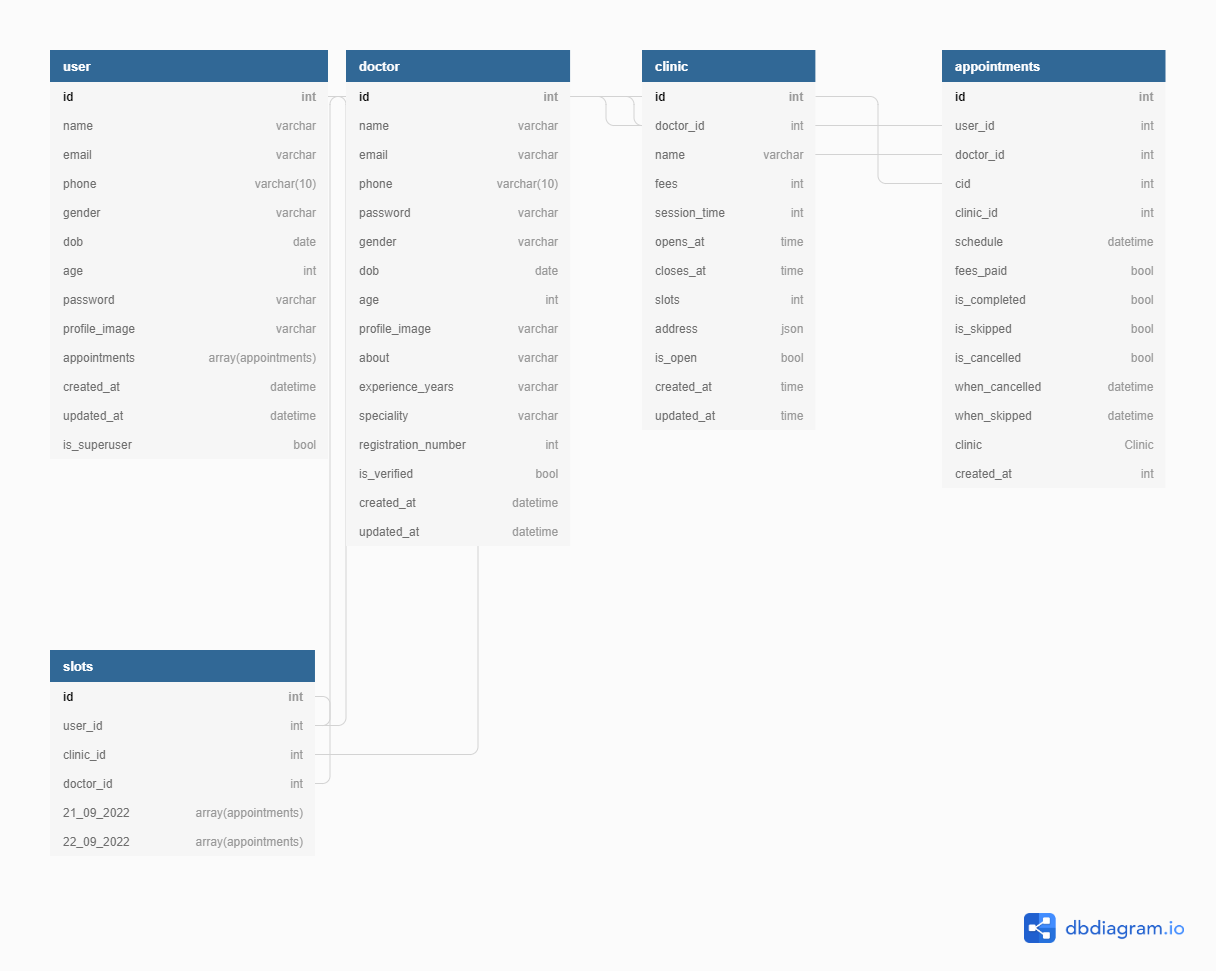 user
id int
name varchar
email varchar
phone varchar(10)
gender varchar
dob date
age int
password varchar
profile_image varchar
appointments array(appointments)
created_at datetime
updated_at datetime
is_superuser bool
doctor
id int
name varchar
email varchar
phone varchar(10)
password varchar
gender varchar
dob date
age int
profile_image varchar
about varchar
experience_years varchar
speciality varchar
registration_number int
is_verified bool
created_at datetime
updated_at datetime
clinic
id int
doctor_id int
name varchar
fees int
session_time int
opens_at time
closes_at time
slots int
address json
is_open bool
created_at time
updated_at time
appointments
id int
user_id int
doctor_id int
cid int
clinic_id int
schedule datetime
fees_paid bool
is_completed bool
is_skipped bool
is_cancelled bool
when_cancelled datetime
when_skipped datetime
clinic Clinic
created_at int
slots
id int
user_id int
clinic_id int
doctor_id int
21_09_2022 array(appointments)
22_09_2022 array(appointments)
dbdiagram.io